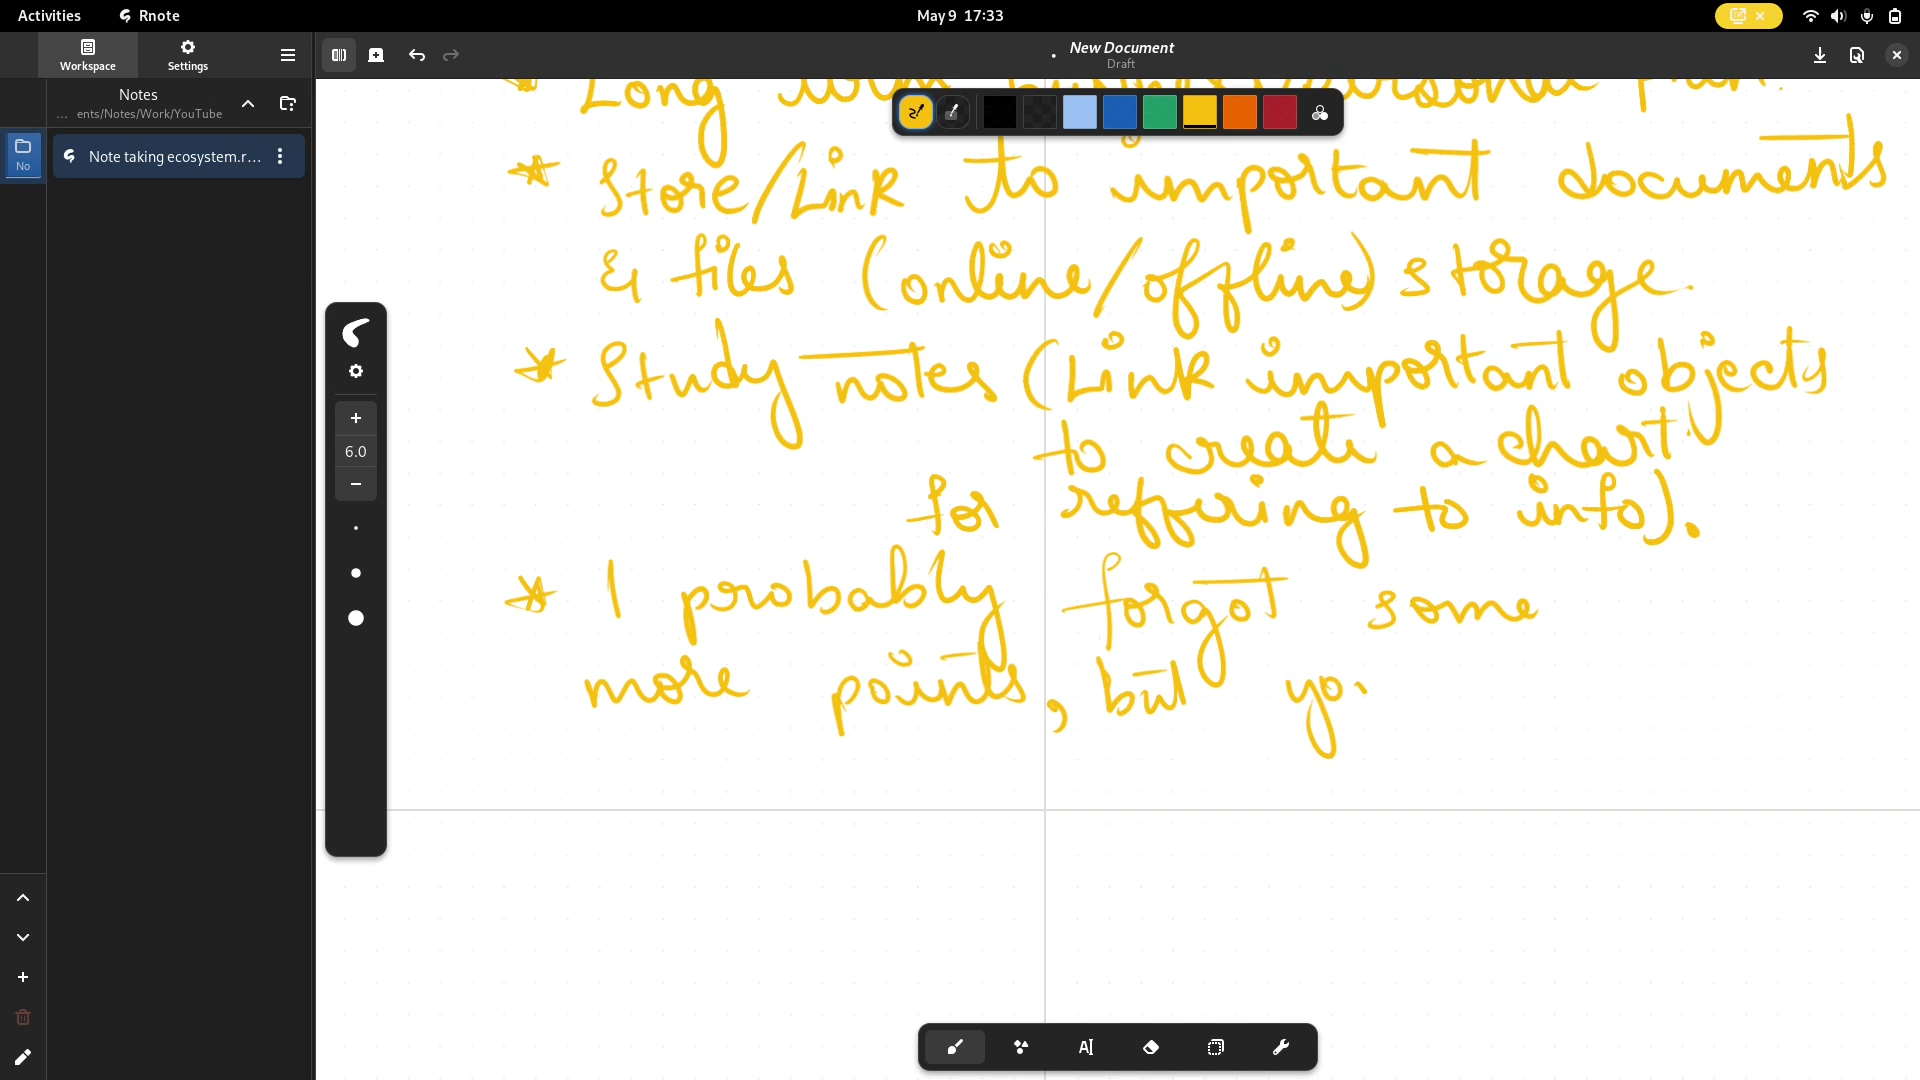 Activities Rnote May 9 17:33
Workspace Settings
New Document
Draft
Notes
... ents/Notes/Work/YouTube
No
Note taking ecosystem.r...
6.0
* Long
* Store/Link to important documents
& files (online/offline) storage.
* Study notes (Link important objects
to create a chart
for reffering to info).
* I probably forgot some
more points, but yo.